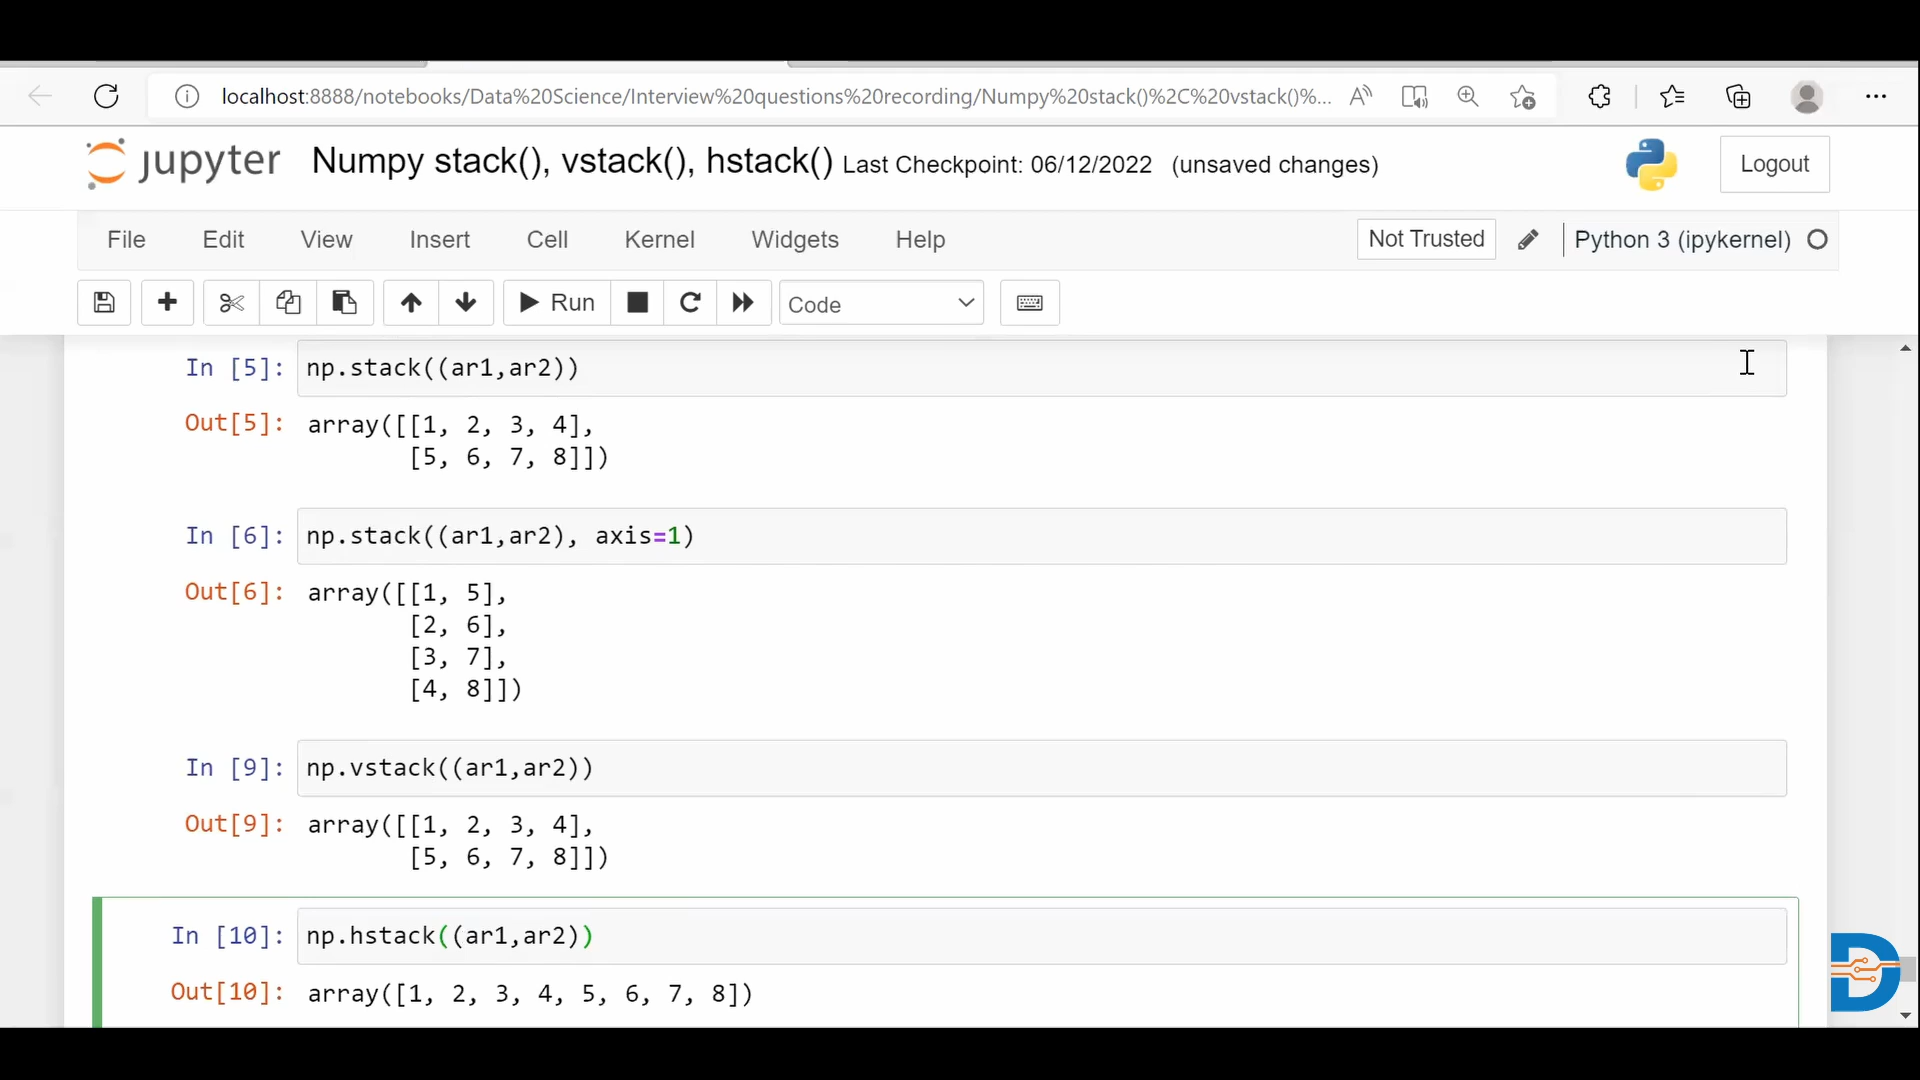 localhost:8888/notebooks/Data%20Science/Interview%20questions%20recording/Numpy%20stack()%2C%20vstack()%...
jupyter Numpy stack(), vstack(), hstack() Last Checkpoint: 06/12/2022 (unsaved changes)
Logout
File Edit View Insert Cell Kernel Widgets Help
Not Trusted
Python 3 (ipykernel)
Run
Code
In [5]: np.stack((ar1,ar2))
Out[5]: array([[1, 2, 3, 4],
[5, 6, 7, 8]])
In [6]: np.stack((ar1,ar2), axis=1)
Out[6]: array([[1, 5],
[2, 6],
[3, 7],
[4, 8]])
In [9]: np.vstack((ar1,ar2))
Out[9]: array([[1, 2, 3, 4],
[5, 6, 7, 8]])
In [10]: np.hstack((ar1,ar2))
Out[10]: array([1, 2, 3, 4, 5, 6, 7, 8])